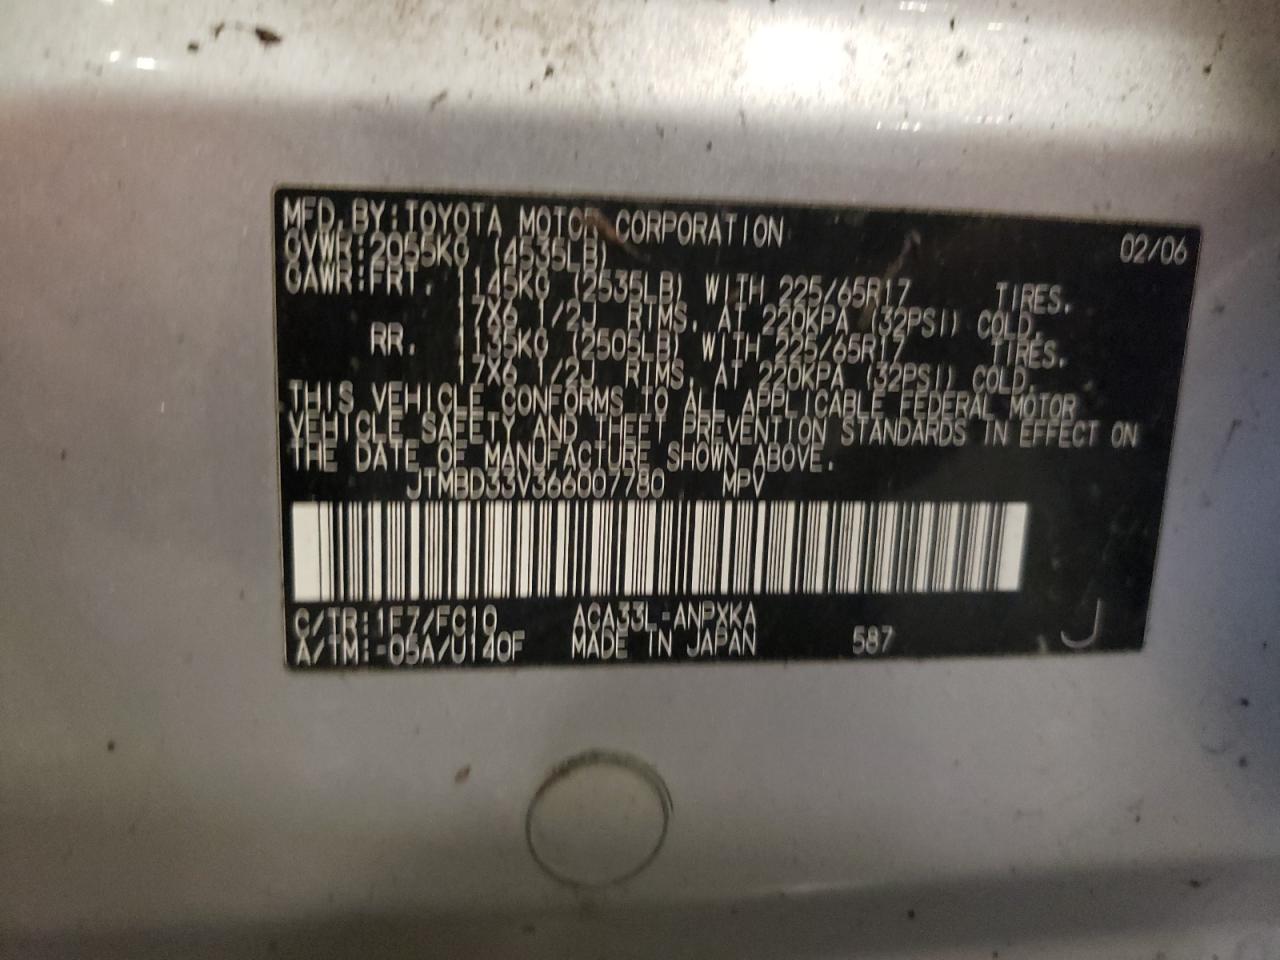 MFD. BY: TOYOTA MOTOR CORPORATION 02/06
GVWR: 2055KG (4535LB)
GAWR: FRT. 1145KG (2535LB) WITH 225/65R17 TIRES,
17X6 1/2J RIMS, AT 220KPA (32PSI) COLD.
RR. 1135KG (2505LB) WITH 225/65R17 TIRES,
17X6 1/2J RIMS, AT 220KPA (32PSI) COLD.
THIS VEHICLE CONFORMS TO ALL APPLICABLE FEDERAL MOTOR
VEHICLE SAFETY AND THEFT PREVENTION STANDARDS IN EFFECT ON
THE DATE OF MANUFACTURE SHOWN ABOVE.
JTMBD33V366007780 MPV
C/TR: 1F7/FC10 ACA33L-ANPXKA
A/TM: -05A/U140F MADE IN JAPAN 587 J